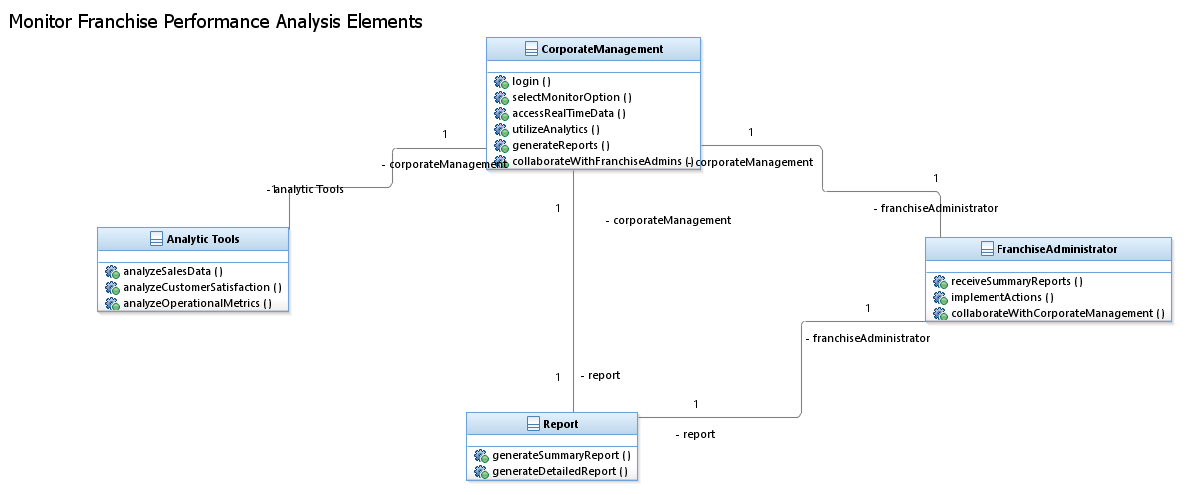 Monitor Franchise Performance Analysis Elements
CorporateManagement
login ()
selectMonitorOption ()
accessRealTimeData ()
utilizeAnalytics ()
generateReports ()
collaborateWithFranchiseAdmins ()
1
- corporateManagement
1
- analytic Tools
1
- corporateManagement
1
- franchiseAdministrator
1
- corporateManagement
Analytic Tools
analyzeSalesData ()
analyzeCustomerSatisfaction ()
analyzeOperationalMetrics ()
FranchiseAdministrator
receiveSummaryReports ()
implementActions ()
collaborateWithCorporateManagement ()
1
- franchiseAdministrator
1
- report
1
- report
Report
generateSummaryReport ()
generateDetailedReport ()